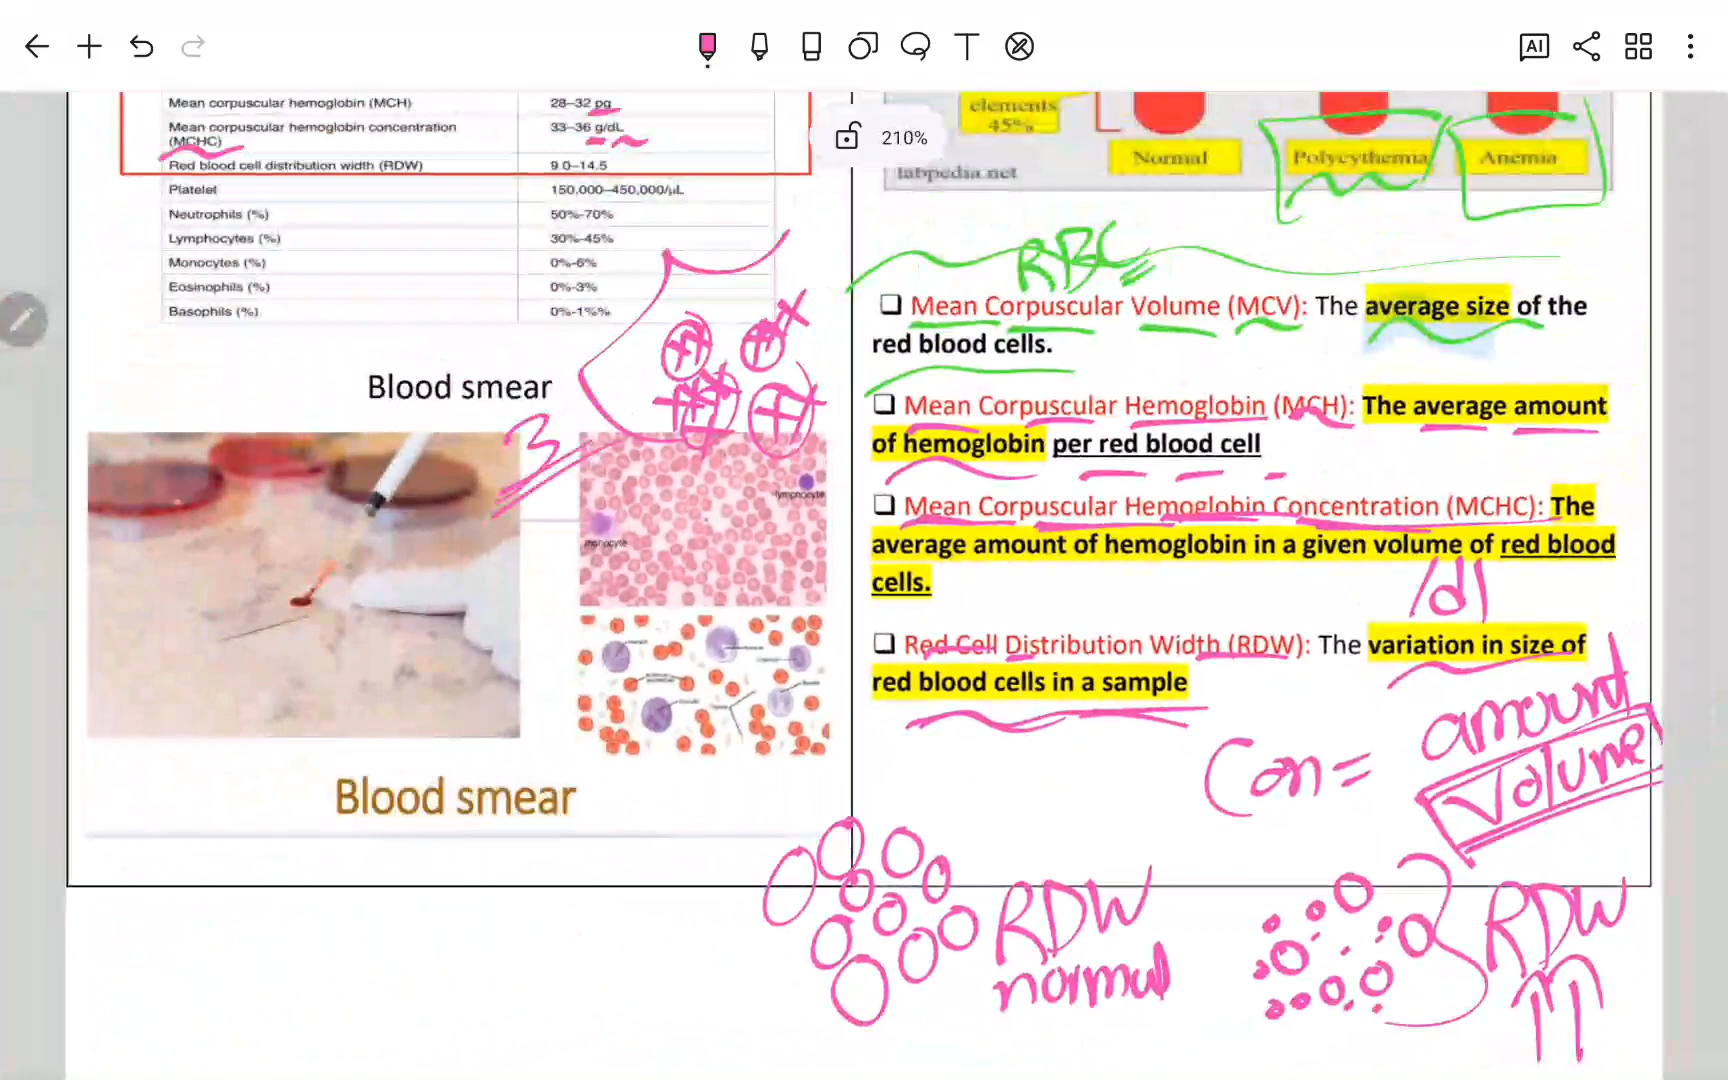 AI
210%
Mean corpuscular hemoglobin (MCH) 28–32 pg
Mean corpuscular hemoglobin concentration 33–36 g/dL
(MCHC)
Red blood cell distribution width (RDW) 9.0–14.5
Platelet 150,000–450,000/μL
Neutrophils (%) 50%-70%
Lymphocytes (%) 30%-45%
Monocytes (%) 0%-6%
Eosinophils (%) 0%-3%
Basophils (%) 0%-1%%
Blood smear
3
lymphocyte
monocyte
Blood smear
elements
45%
Normal
Polycythemia
Anemia
labpedia.net
RBC
❑ Mean Corpuscular Volume (MCV): The average size of the
red blood cells.
❑ Mean Corpuscular Hemoglobin (MCH): The average amount
of hemoglobin per red blood cell
❑ Mean Corpuscular Hemoglobin Concentration (MCHC): The
average amount of hemoglobin in a given volume of red blood
cells.
/dl
❑ Red Cell Distribution Width (RDW): The variation in size of
red blood cells in a sample
Con = amount
volume
RDW
normal
RDW